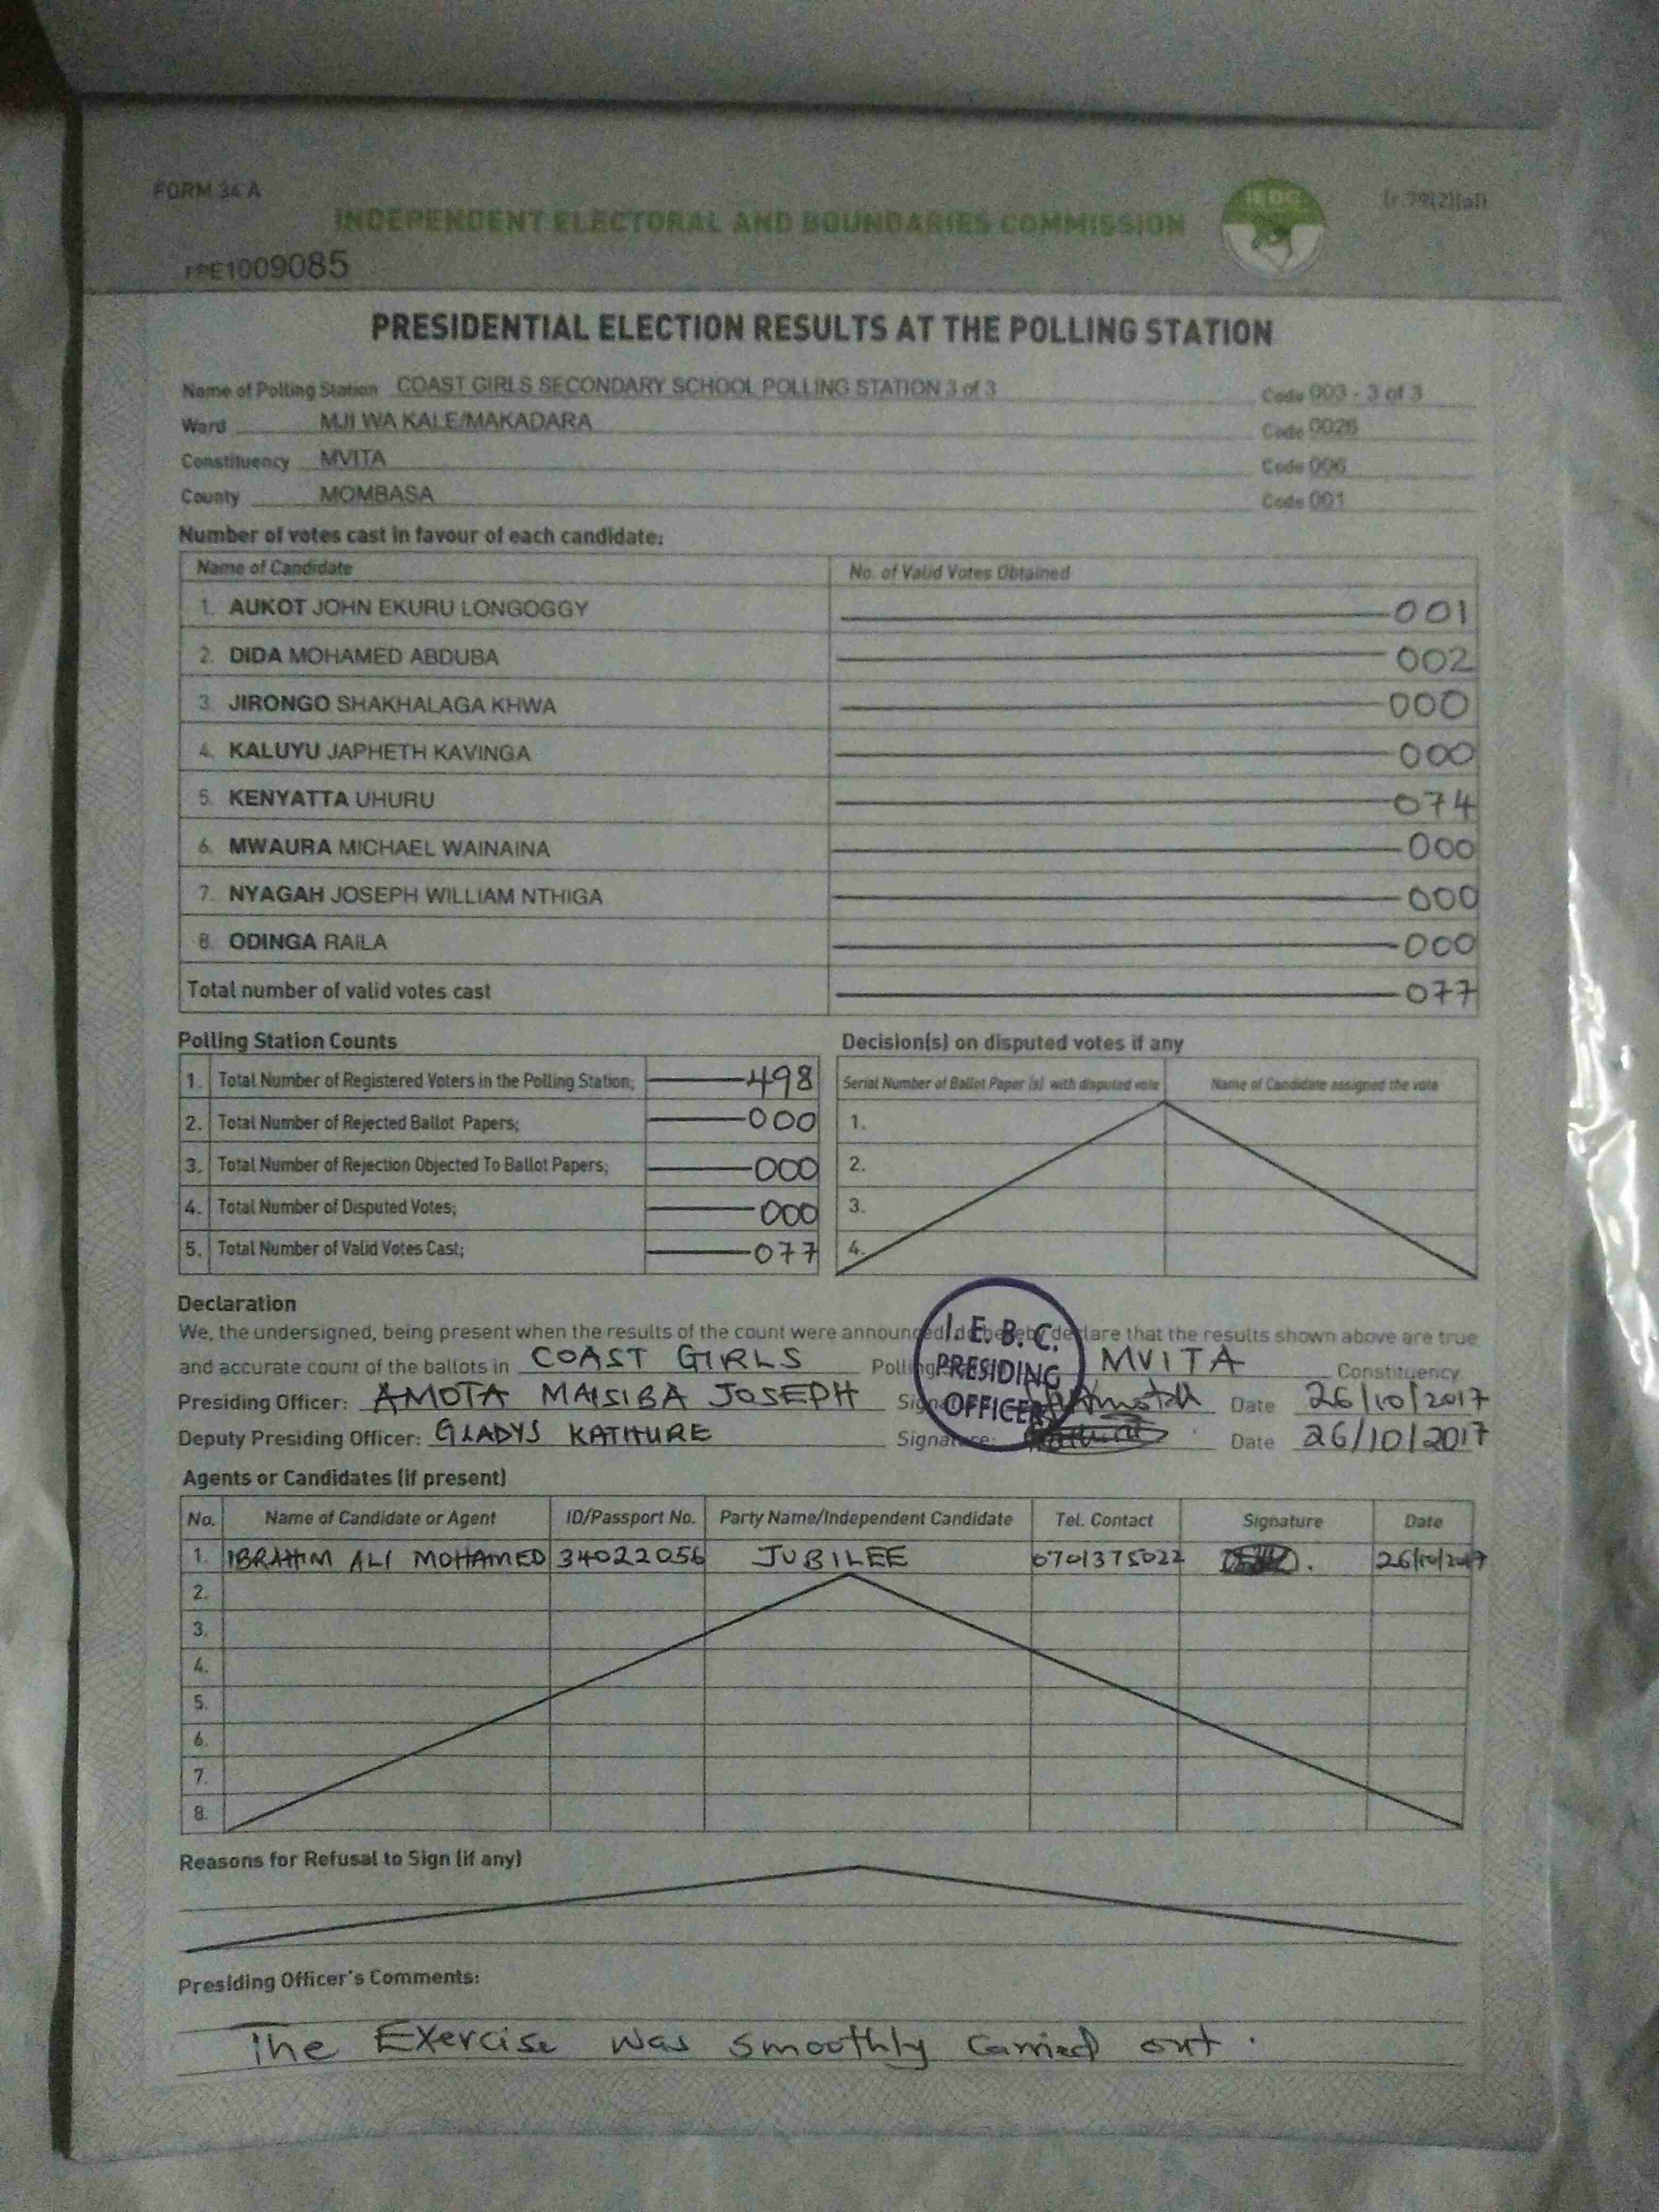 FORM 34 A
(r.79(2)(a))
INDEPENDENT ELECTORAL AND BOUNDARIES COMMISSION
IEBC
FPE1009085
PRESIDENTIAL ELECTION RESULTS AT THE POLLING STATION
Name of Polling Station COAST GIRLS SECONDARY SCHOOL POLLING STATION 3 of 3 Code 003 - 3 of 3
Ward MJI WA KALE/MAKADARA Code 0026
Constituency MVITA Code 006
County MOMBASA Code 001
Number of votes cast in favour of each candidate:
Name of Candidate No. of Valid Votes Obtained
1. AUKOT JOHN EKURU LONGOGGY 001
2. DIDA MOHAMED ABDUBA 002
3. JIRONGO SHAKHALAGA KHWA 000
4. KALUYU JAPHETH KAVINGA 000
5. KENYATTA UHURU 074
6. MWAURA MICHAEL WAINAINA 000
7. NYAGAH JOSEPH WILLIAM NTHIGA 000
8. ODINGA RAILA 000
Total number of valid votes cast 077
Polling Station Counts
1. Total Number of Registered Voters in the Polling Station; 498
2. Total Number of Rejected Ballot Papers; 000
3. Total Number of Rejection Objected To Ballot Papers; 000
4. Total Number of Disputed Votes; 000
5. Total Number of Valid Votes Cast; 077
Decision(s) on disputed votes if any
Serial Number of Ballot Paper (s) with disputed vote Name of Candidate assigned the vote
1.
2.
3.
4.
Declaration
We, the undersigned, being present when the results of the count were announced, do hereby declare that the results shown above are true
and accurate count of the ballots in COAST GIRLS Polling MVITA Constituency
Presiding Officer: AMOTA MAISIBA JOSEPH Signature Date 26/10/2017
Deputy Presiding Officer: GLADYS KATHURE Signature: Date 26/10/2017
I.E.B.C.
PRESIDING
OFFICER
Agents or Candidates (if present)
No. Name of Candidate or Agent ID/Passport No. Party Name/Independent Candidate Tel. Contact Signature Date
1. IBRAHIM ALI MOHAMED 34022056 JUBILEE 0701375022 26/10/2017
2.
3.
4.
5.
6.
7.
8.
Reasons for Refusal to Sign (if any)
Presiding Officer's Comments:
The Exercise was smoothly carried out.